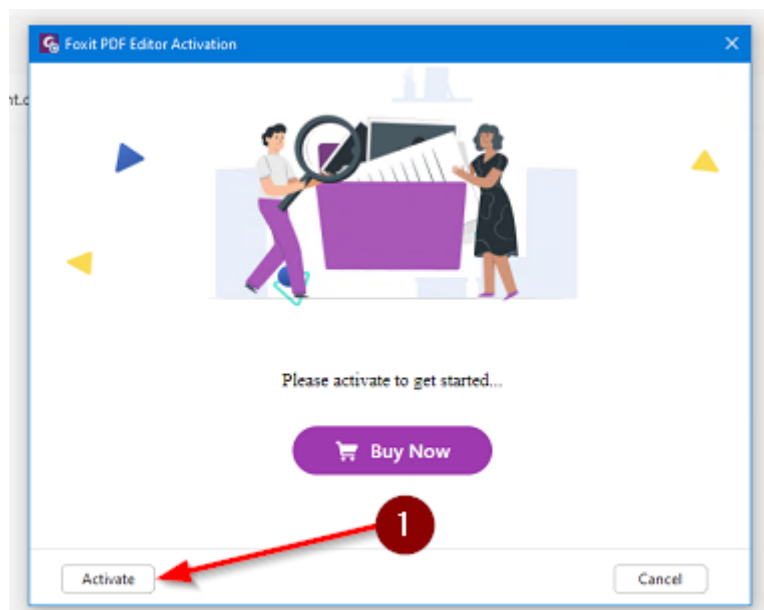 Foxit PDF Editor Activation
Please activate to get started...
Buy Now
1
Activate
Cancel